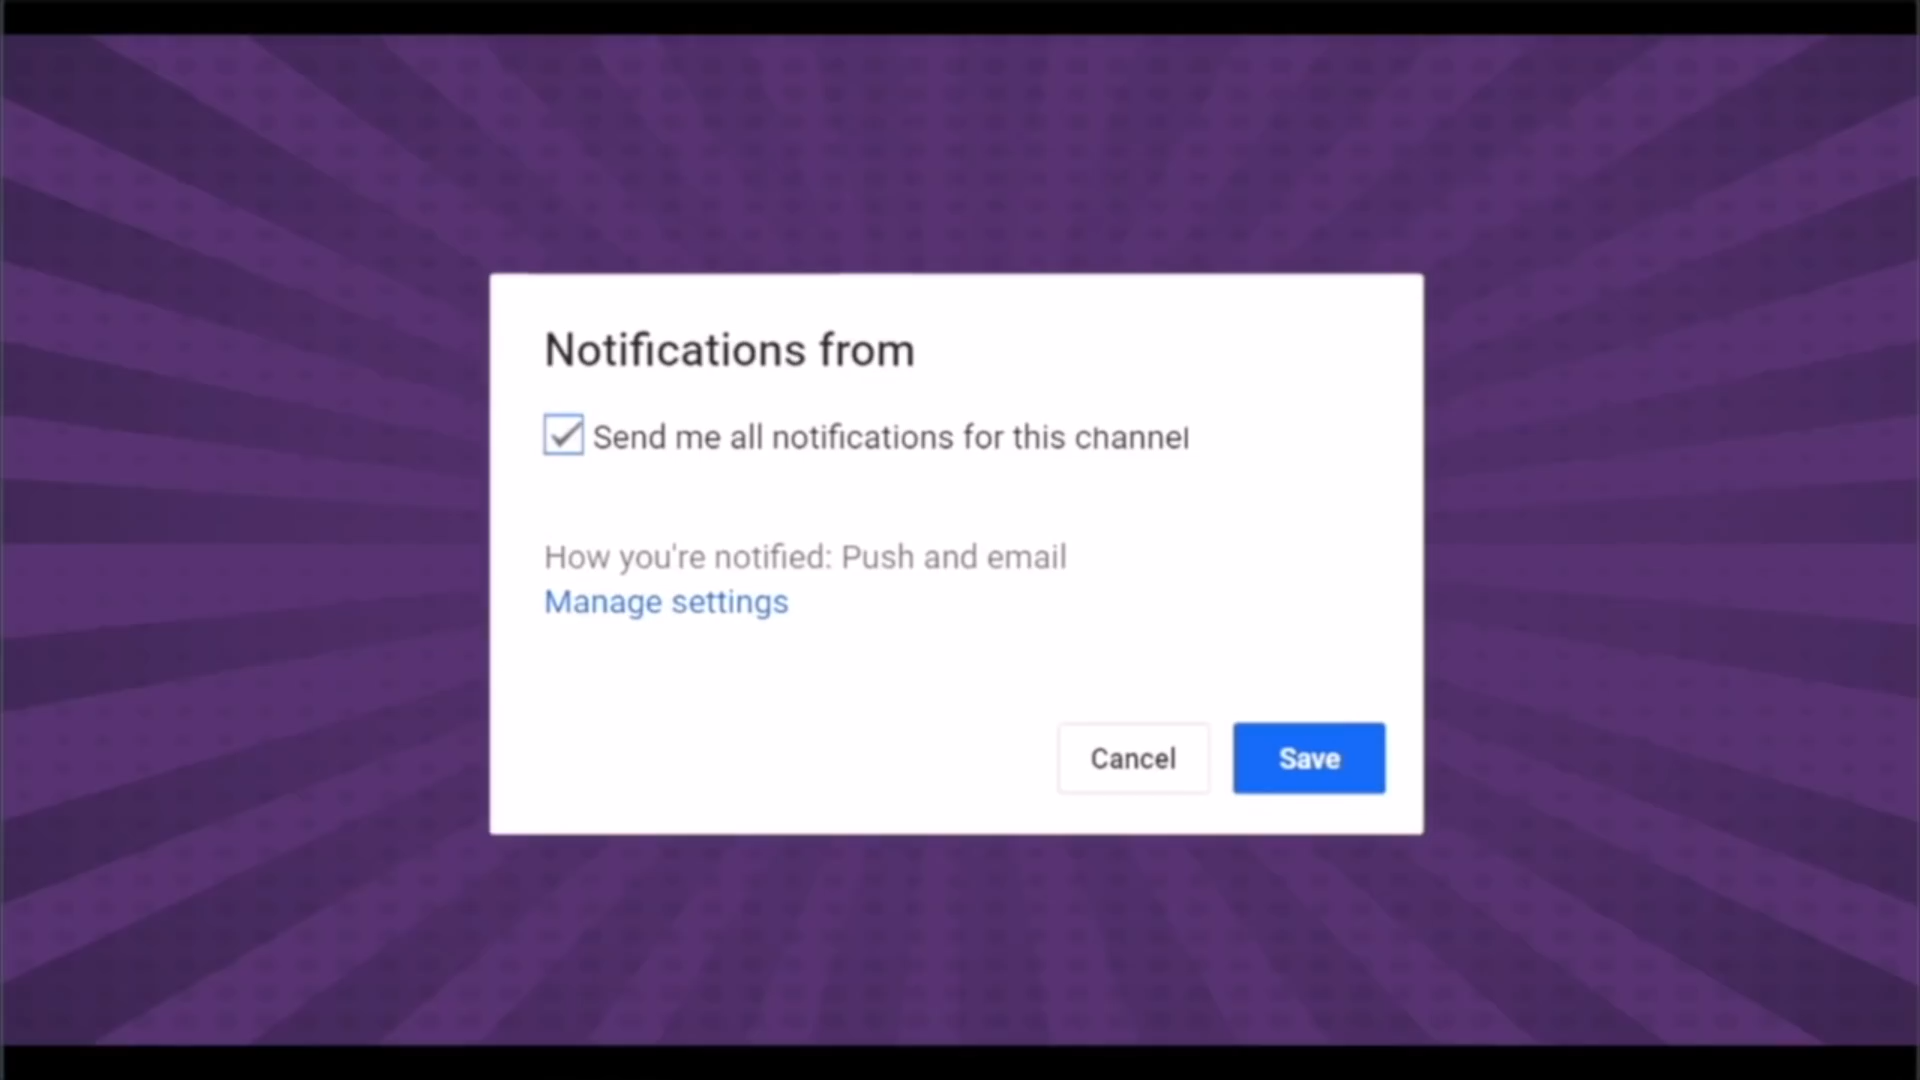 Notifications from
Send me all notifications for this channel
How you're notified: Push and email
Manage settings
Cancel
Save